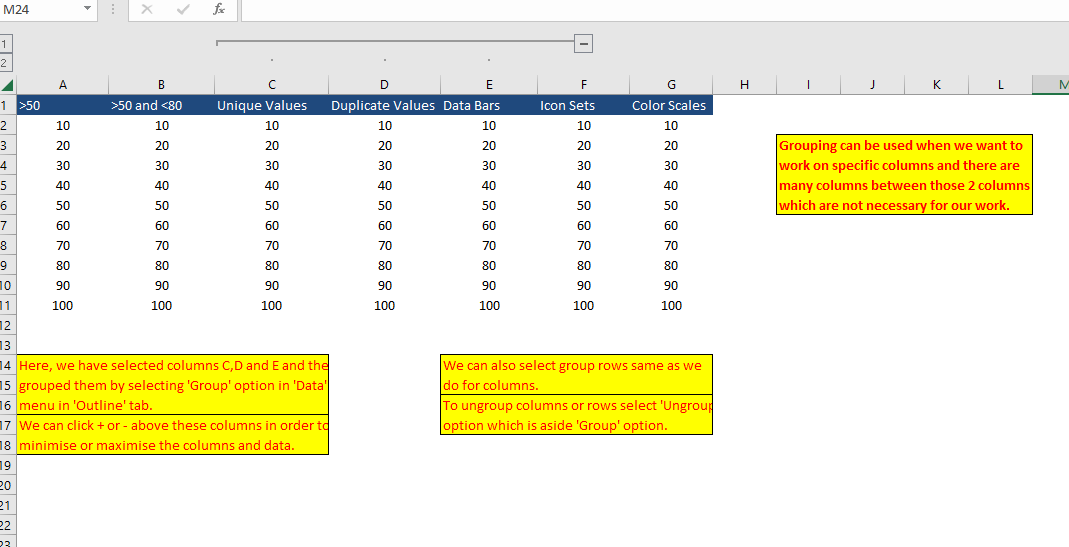 M24 fx
1
2
A B C D E F G H I J K L M
1 >50 >50 and <80 Unique Values Duplicate Values Data Bars Icon Sets Color Scales
2 10 10 10 10 10 10 10
3 20 20 20 20 20 20 20
4 30 30 30 30 30 30 30
5 40 40 40 40 40 40 40
6 50 50 50 50 50 50 50
7 60 60 60 60 60 60 60
8 70 70 70 70 70 70 70
9 80 80 80 80 80 80 80
10 90 90 90 90 90 90 90
11 100 100 100 100 100 100 100
Grouping can be used when we want to
work on specific columns and there are
many columns between those 2 columns
which are not necessary for our work.
12
13
14 Here, we have selected columns C,D and E and the
15 grouped them by selecting 'Group' option in 'Data'
16 menu in 'Outline' tab.
17 We can click + or - above these columns in order to
18 minimise or maximise the columns and data.
We can also select group rows same as we
do for columns.
To ungroup columns or rows select 'Ungroup
option which is aside 'Group' option.
19
20
21
22
23